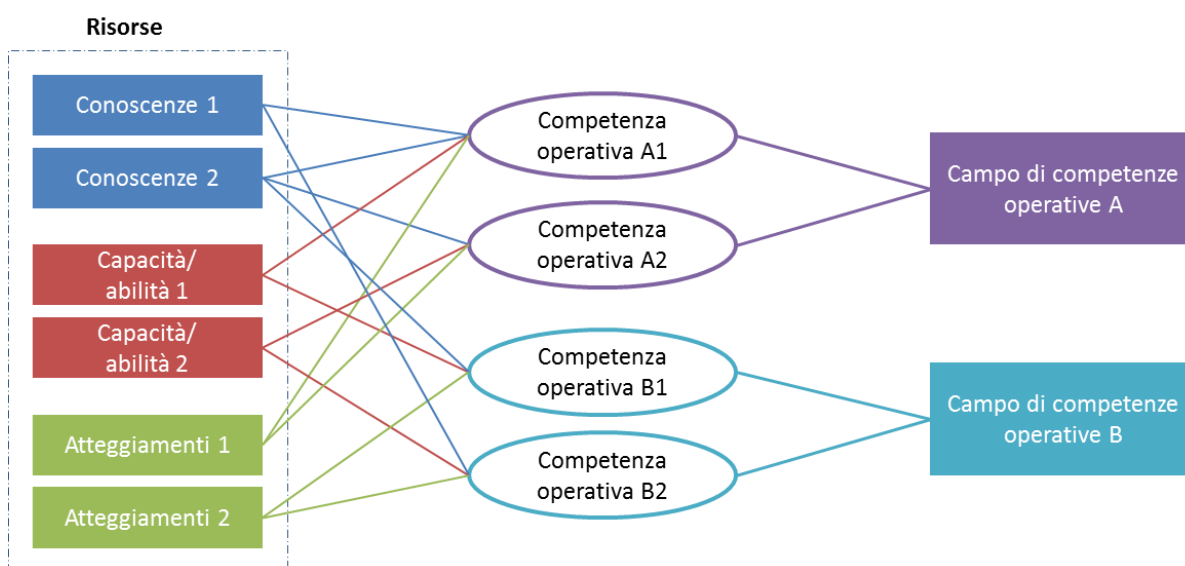 Risorse
Conoscenze 1
Conoscenze 2
Capacità/
abilità 1
Capacità/
abilità 2
Atteggiamenti 1
Atteggiamenti 2
Competenza
operativa A1
Competenza
operativa A2
Competenza
operativa B1
Competenza
operativa B2
Campo di competenze
operative A
Campo di competenze
operative B